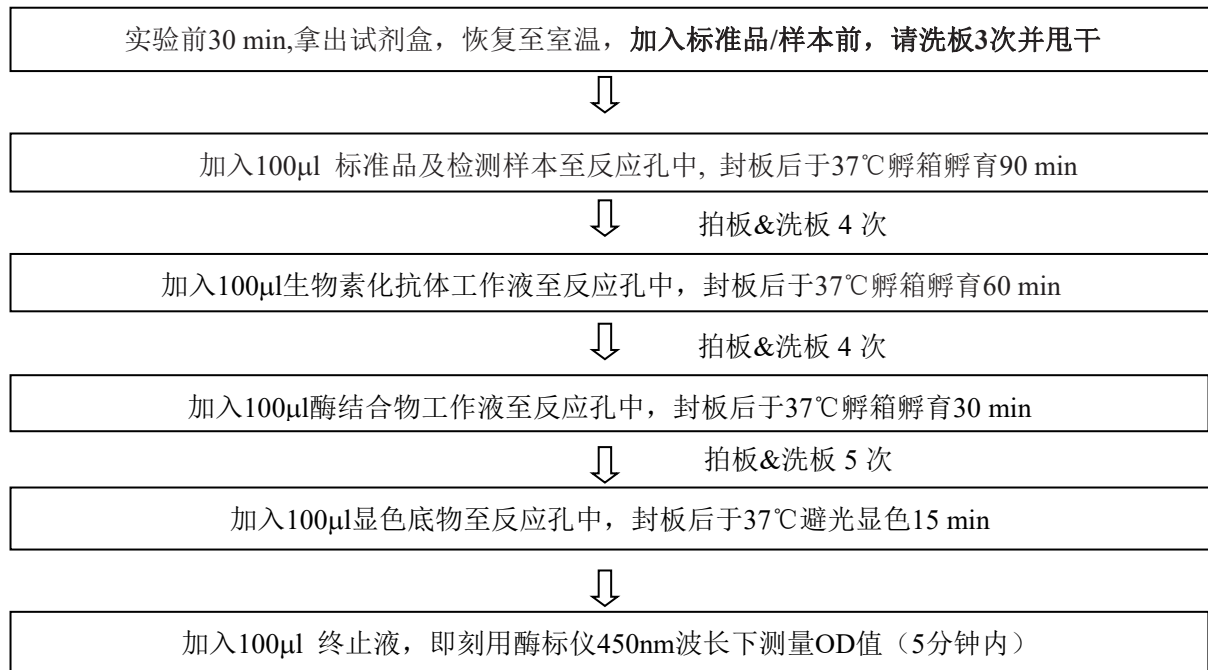 实验前30 min,拿出试剂盒，恢复至室温，加入标准品/样本前，请洗板3次并甩干
加入100μl 标准品及检测样本至反应孔中, 封板后于37℃孵箱孵育90 min
拍板&洗板 4 次
加入100μl生物素化抗体工作液至反应孔中，封板后于37℃孵箱孵育60 min
拍板&洗板 4 次
加入100μl酶结合物工作液至反应孔中，封板后于37℃孵箱孵育30 min
拍板&洗板 5 次
加入100μl显色底物至反应孔中，封板后于37℃避光显色15 min
加入100μl 终止液，即刻用酶标仪450nm波长下测量OD值（5分钟内）